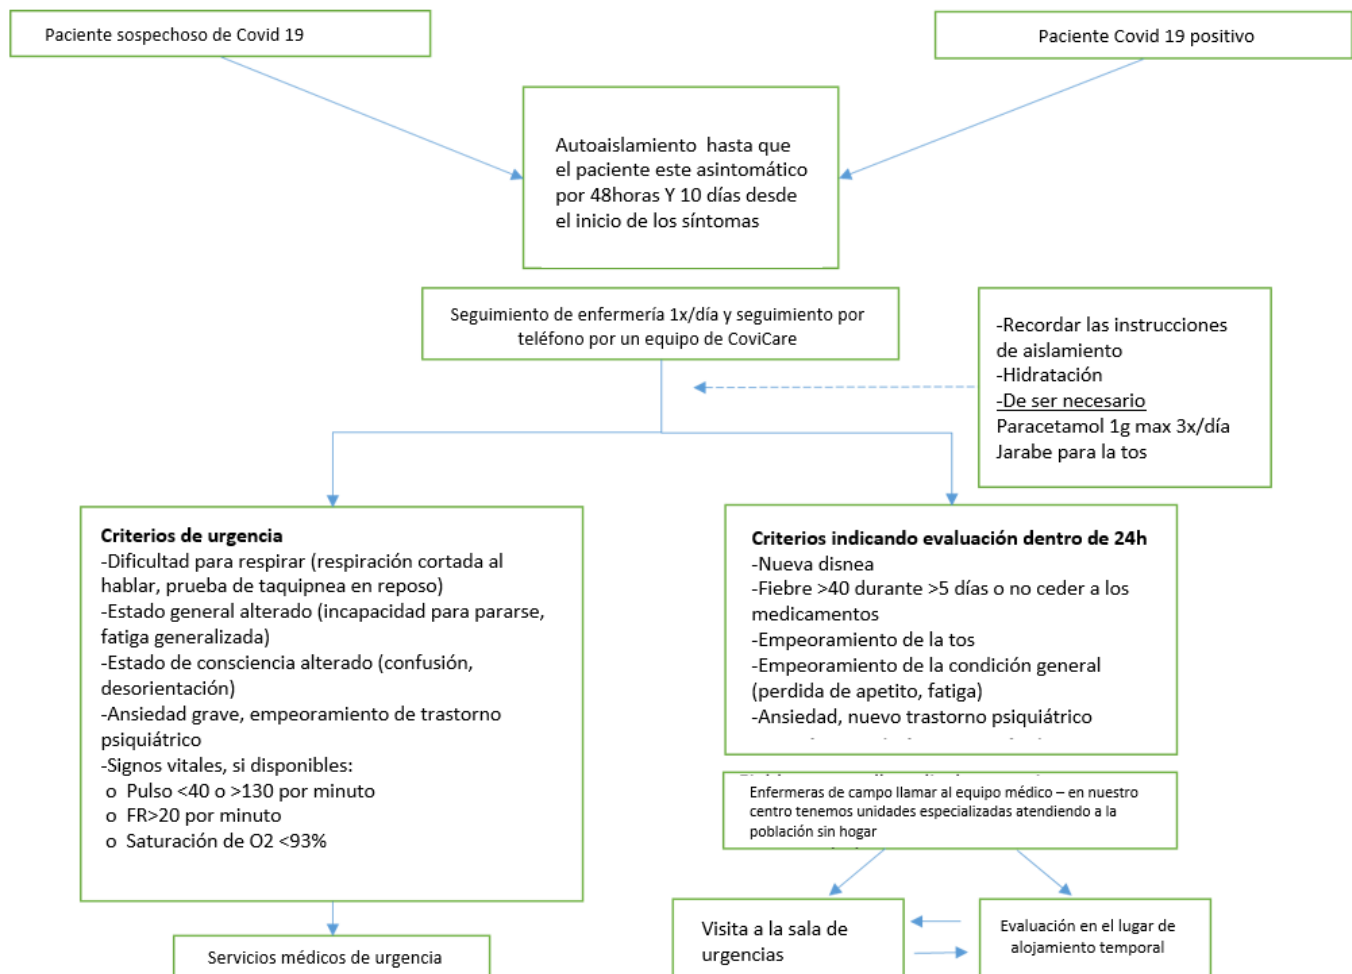 Paciente sospechoso de Covid 19
Paciente Covid 19 positivo
Autoaislamiento hasta que
el paciente este asintomático
por 48horas Y 10 días desde
el inicio de los síntomas
Seguimiento de enfermería 1x/día y seguimiento por
teléfono por un equipo de CoviCare
-Recordar las instrucciones
de aislamiento
-Hidratación
-De ser necesario
Paracetamol 1g max 3x/día
Jarabe para la tos
Criterios de urgencia
-Dificultad para respirar (respiración cortada al
hablar, prueba de taquipnea en reposo)
-Estado general alterado (incapacidad para pararse,
fatiga generalizada)
-Estado de consciencia alterado (confusión,
desorientación)
-Ansiedad grave, empeoramiento de trastorno
psiquiátrico
-Signos vitales, si disponibles:
o Pulso <40 o >130 por minuto
o FR>20 por minuto
o Saturación de O2 <93%
Criterios indicando evaluación dentro de 24h
-Nueva disnea
-Fiebre >40 durante >5 días o no ceder a los
medicamentos
-Empeoramiento de la tos
-Empeoramiento de la condición general
(perdida de apetito, fatiga)
-Ansiedad, nuevo trastorno psiquiátrico
Enfermeras de campo llamar al equipo médico – en nuestro
centro tenemos unidades especializadas atendiendo a la
población sin hogar
Servicios médicos de urgencia
Visita a la sala de
urgencias
Evaluación en el lugar de
alojamiento temporal